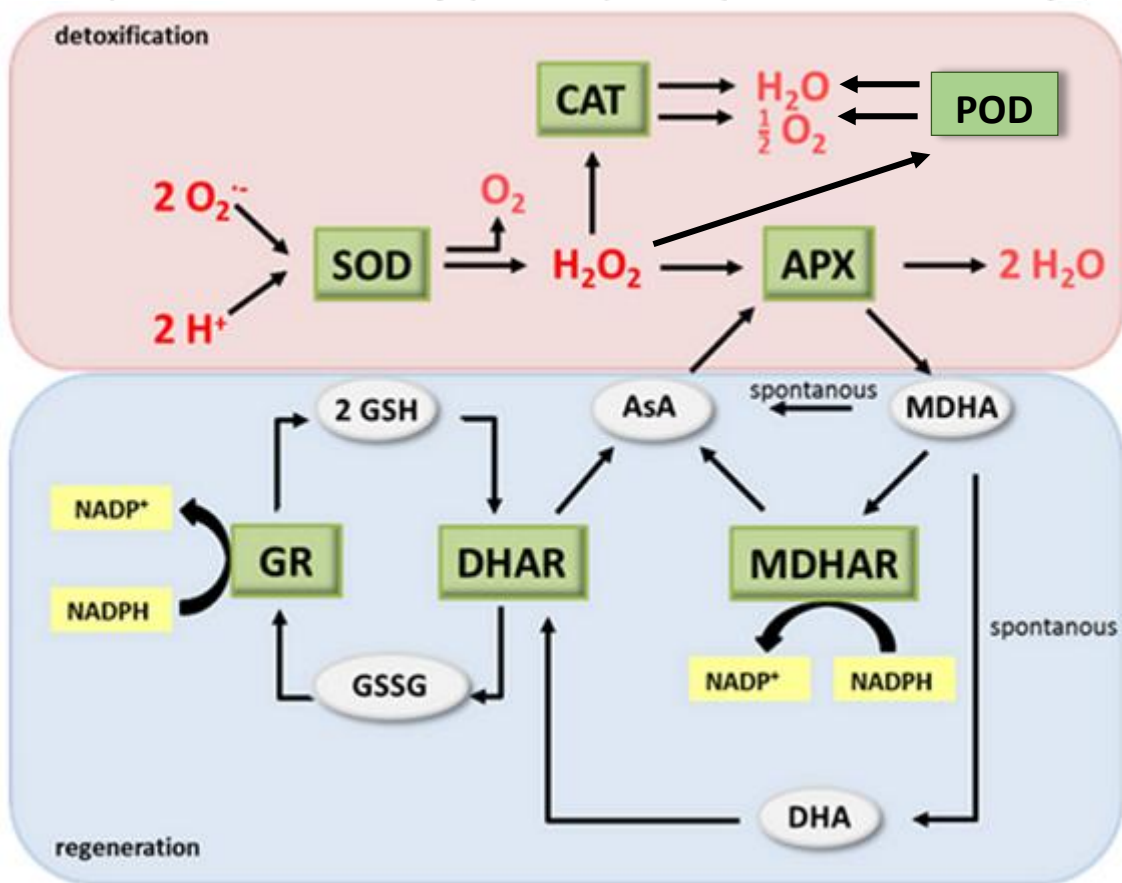 detoxification
CAT
H₂O
½ O₂
POD
2 O₂·-
O₂
SOD
H₂O₂
APX
2 H₂O
2 H⁺
2 GSH
AsA
spontanous
MDHA
NADP⁺
GR
DHAR
MDHAR
NADPH
spontanous
GSSG
NADP⁺
NADPH
DHA
regeneration